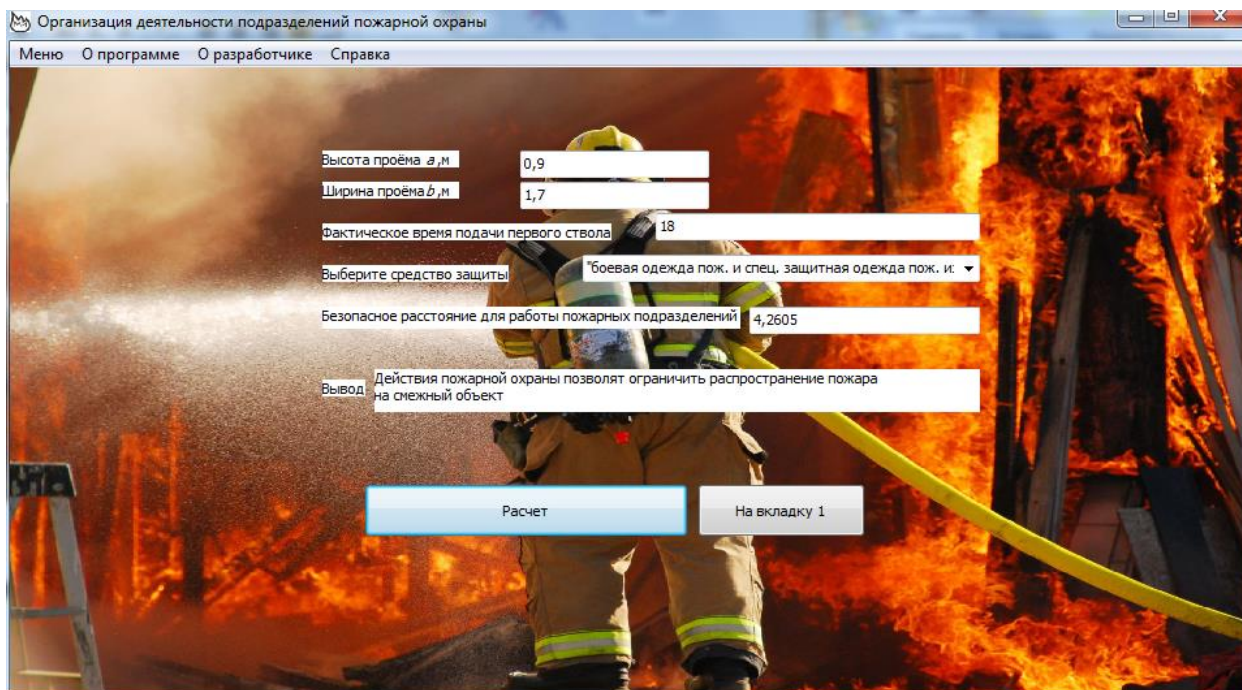 Организация деятельности подразделений пожарной охраны
Меню О программе О разработчике Справка
Высота проёма a,м 0,9
Ширина проёма b,м 1,7
Фактическое время подачи первого ствола 18
Выберите средство защиты "боевая одежда пож. и спец. защитная одежда пож. из
Безопасное расстояние для работы пожарных подразделений 4,2605
Вывод Действия пожарной охраны позволят ограничить распространение пожара
на смежный объект
Расчет На вкладку 1